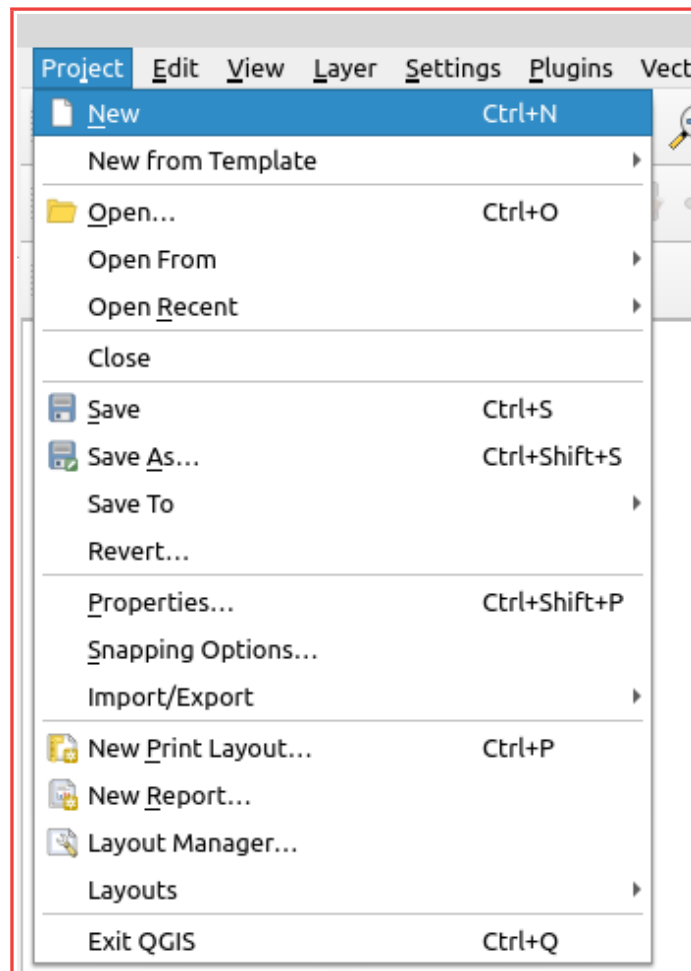 Project Edit View Layer Settings Plugins Vect
New Ctrl+N
New from Template
Open… Ctrl+O
Open From
Open Recent
Close
Save Ctrl+S
Save As… Ctrl+Shift+S
Save To
Revert…
Properties… Ctrl+Shift+P
Snapping Options…
Import/Export
New Print Layout… Ctrl+P
New Report…
Layout Manager…
Layouts
Exit QGIS Ctrl+Q